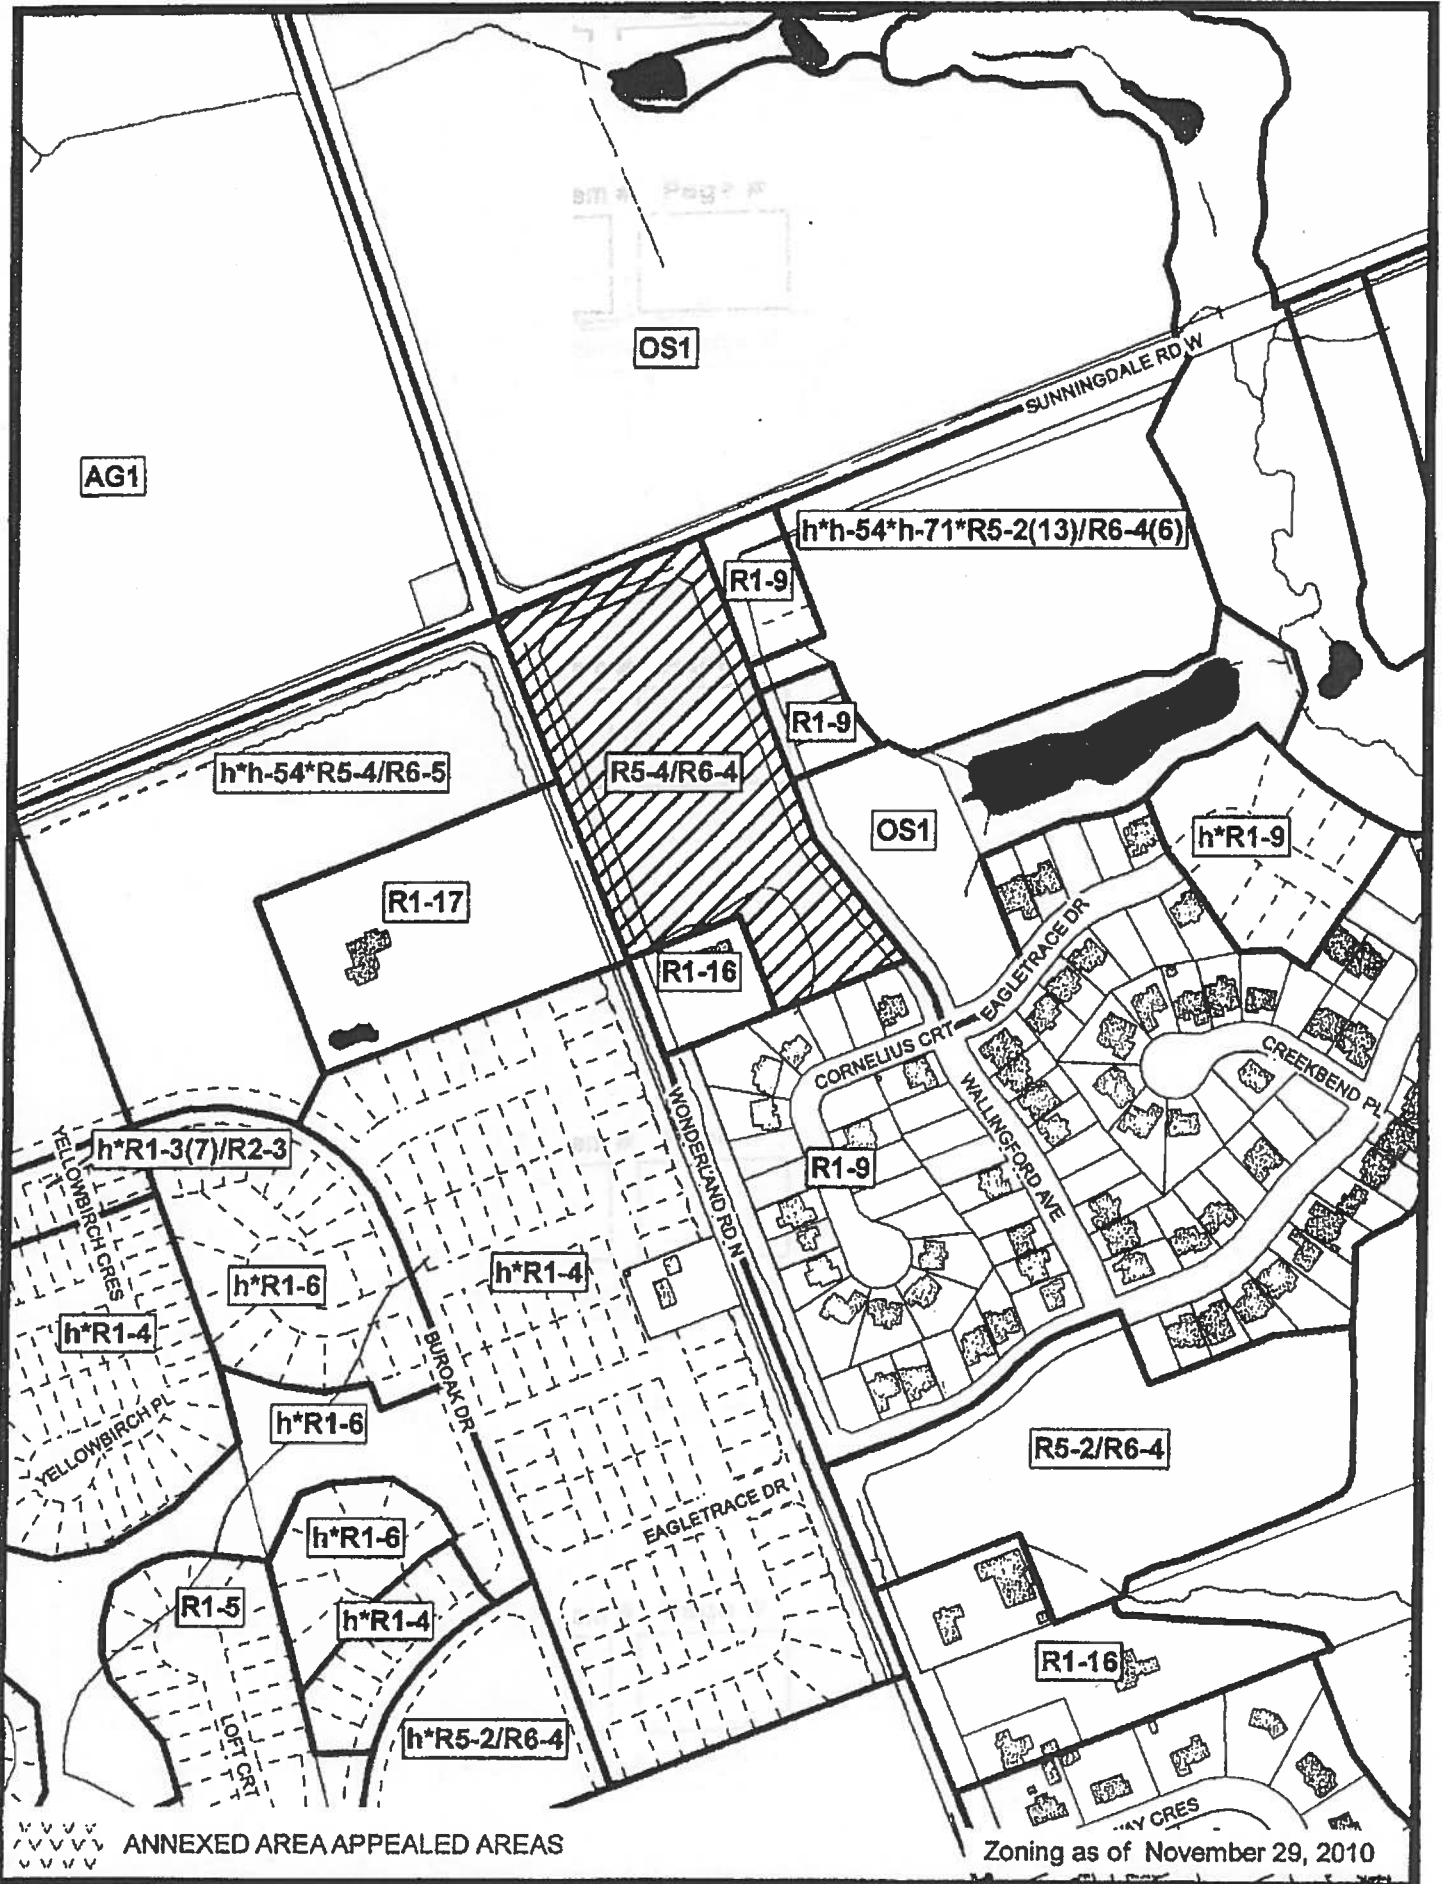 OS1
SUNNINGDALE RD W
AG1
h*h-54*h-71*R5-2(13)/R6-4(6)
R1-9
R1-9
h*h-54*R5-4/R6-5
R5-4/R6-4
OS1
h*R1-9
R1-17
R1-16
EAGLETRACE DR
CORNELIUS CRT
CREEKBEND PL
WALLINGFORD AVE
WONDERLAND RD N
h*R1-3(7)/R2-3
YELLOWBIRCH CRES
R1-9
h*R1-6
h*R1-4
h*R1-4
BUROAK DR
YELLOWBIRCH PL
h*R1-6
R5-2/R6-4
EAGLETRACE DR
h*R1-6
R1-5
h*R1-4
R1-16
LOFT CRT
h*R5-2/R6-4
WAY CRES
ANNEXED AREA APPEALED AREAS
Zoning as of November 29, 2010